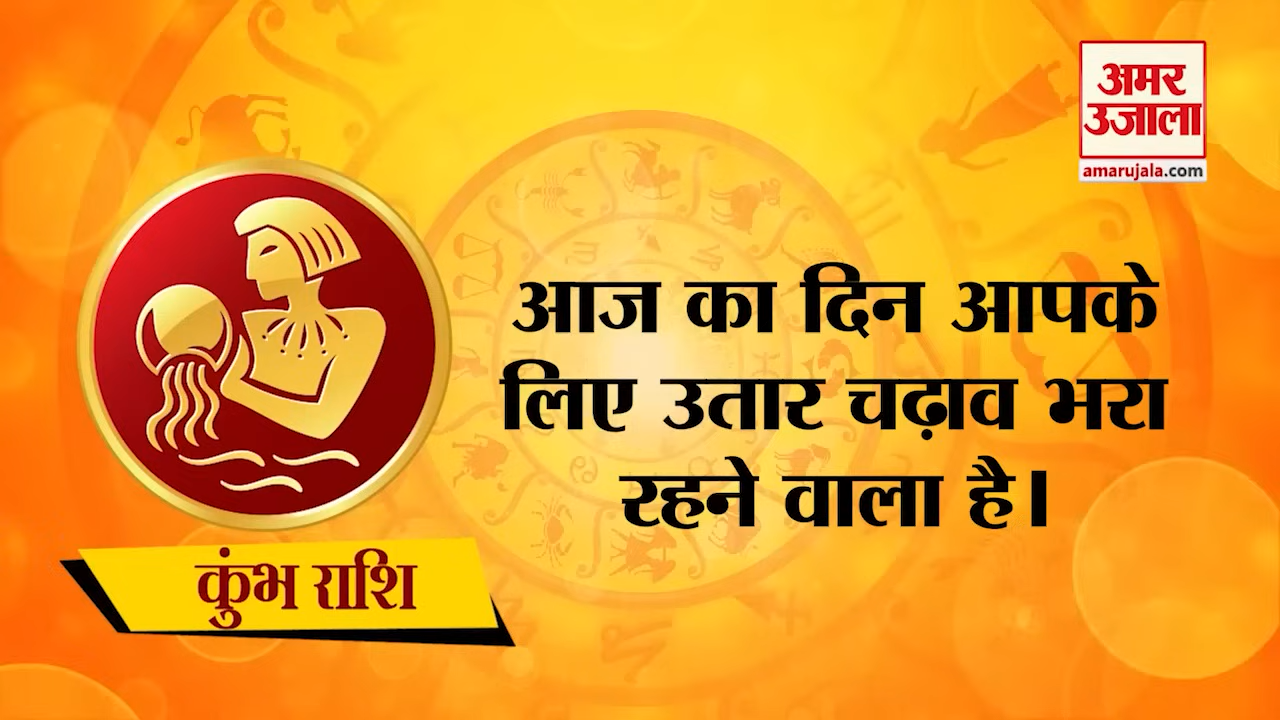 अमर
उजाला
amarujala.com
आज का दिन आपके
लिए उतार चढ़ाव भरा
रहने वाला है।
कुंभ राशि